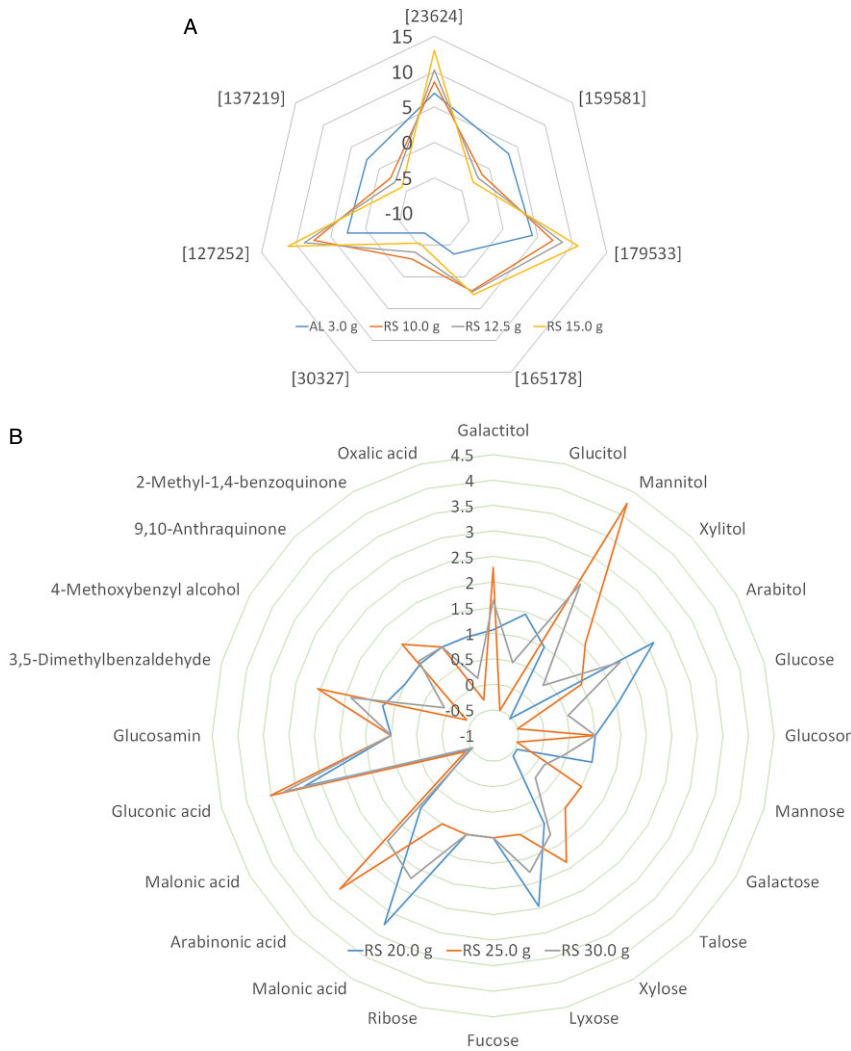 A
[23624]
15
10
5
0
-5
-10
[159581]
[179533]
[165178]
[30327]
[127252]
[137219]
AL 3.0 g RS 10.0 g RS 12.5 g RS 15.0 g
B
Galactitol
Glucitol
Mannitol
Xylitol
Arabitol
Glucose
Glucosor
Mannose
Galactose
Talose
Xylose
Lyxose
Fucose
Ribose
Malonic acid
Arabinonic acid
Malonic acid
Gluconic acid
Glucosamin
3,5-Dimethylbenzaldehyde
4-Methoxybenzyl alcohol
9,10-Anthraquinone
2-Methyl-1,4-benzoquinone
Oxalic acid
4.5
4
3.5
3
2.5
2
1.5
1
0.5
0
-0.5
-1
RS 20.0 g RS 25.0 g RS 30.0 g